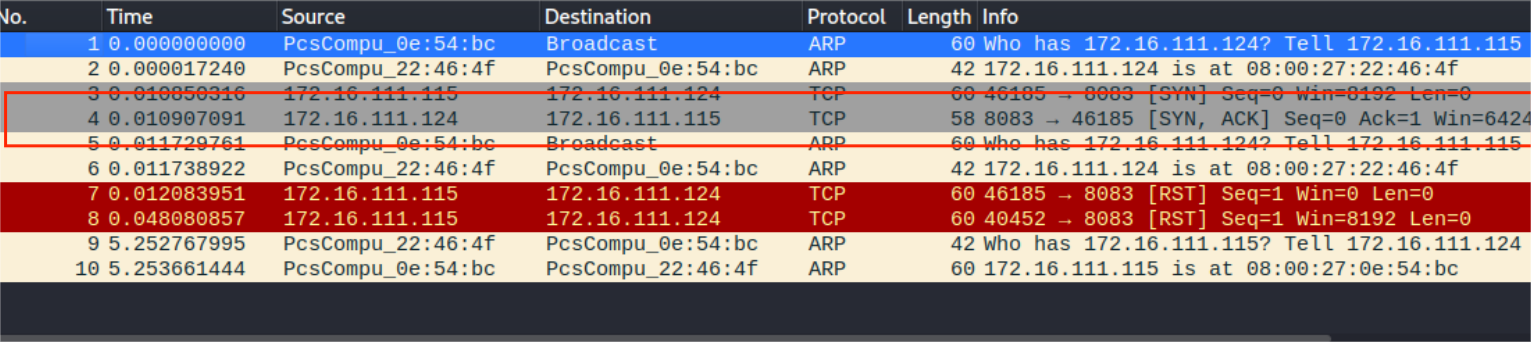 No. Time Source Destination Protocol Length Info
1 0.000000000 PcsCompu_0e:54:bc Broadcast ARP 60 Who has 172.16.111.124? Tell 172.16.111.115
2 0.000017240 PcsCompu_22:46:4f PcsCompu_0e:54:bc ARP 42 172.16.111.124 is at 08:00:27:22:46:4f
3 0.010850316 172.16.111.115 172.16.111.124 TCP 60 46185 → 8083 [SYN] Seq=0 Win=8192 Len=0
4 0.010907091 172.16.111.124 172.16.111.115 TCP 58 8083 → 46185 [SYN, ACK] Seq=0 Ack=1 Win=6424
5 0.011729761 PcsCompu_0e:54:bc Broadcast ARP 60 Who has 172.16.111.124? Tell 172.16.111.115
6 0.011738922 PcsCompu_22:46:4f PcsCompu_0e:54:bc ARP 42 172.16.111.124 is at 08:00:27:22:46:4f
7 0.012083951 172.16.111.115 172.16.111.124 TCP 60 46185 → 8083 [RST] Seq=1 Win=0 Len=0
8 0.048080857 172.16.111.115 172.16.111.124 TCP 60 40452 → 8083 [RST] Seq=1 Win=8192 Len=0
9 5.252767995 PcsCompu_22:46:4f PcsCompu_0e:54:bc ARP 42 Who has 172.16.111.115? Tell 172.16.111.124
10 5.253661444 PcsCompu_0e:54:bc PcsCompu_22:46:4f ARP 60 172.16.111.115 is at 08:00:27:0e:54:bc